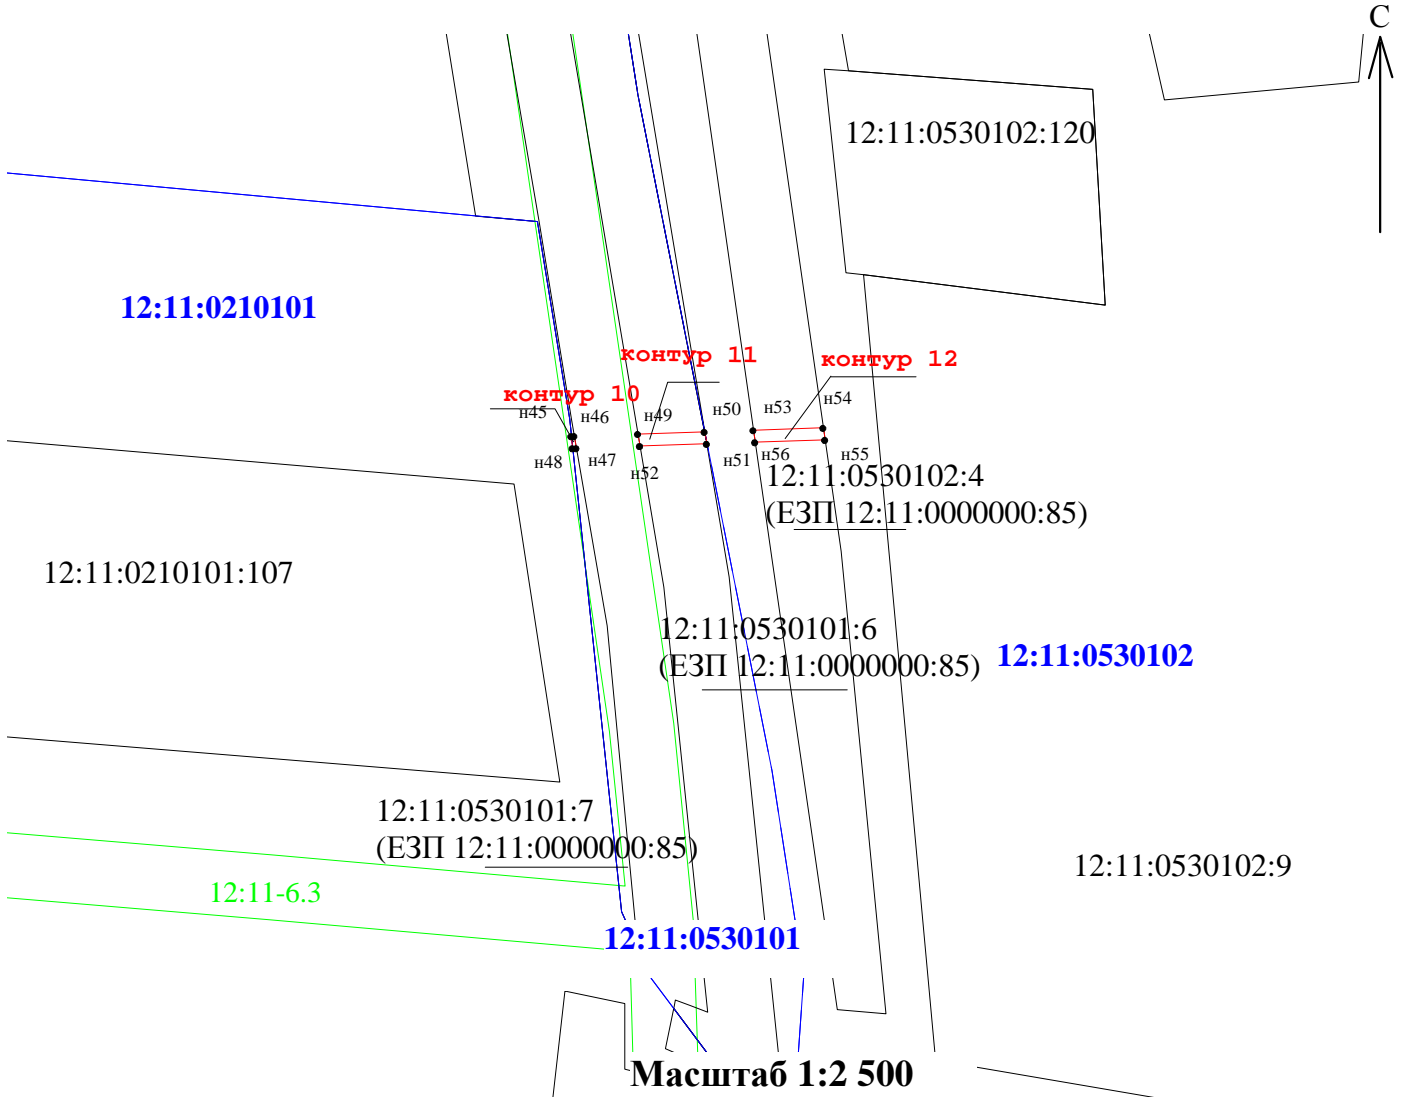 С
12:11:0530102:120
12:11:0210101
контур 11
контур 12
контур 10
н45
н46
н49
н50
н53
н54
н48
н47
н52
н51
н56
н55
12:11:0530102:4
(ЕЗП 12:11:0000000:85)
12:11:0210101:107
12:11:0530101:6
(ЕЗП 12:11:0000000:85)
12:11:0530102
12:11:0530101:7
(ЕЗП 12:11:0000000:85)
12:11:0530102:9
12:11-6.3
12:11:0530101
Масштаб 1:2 500